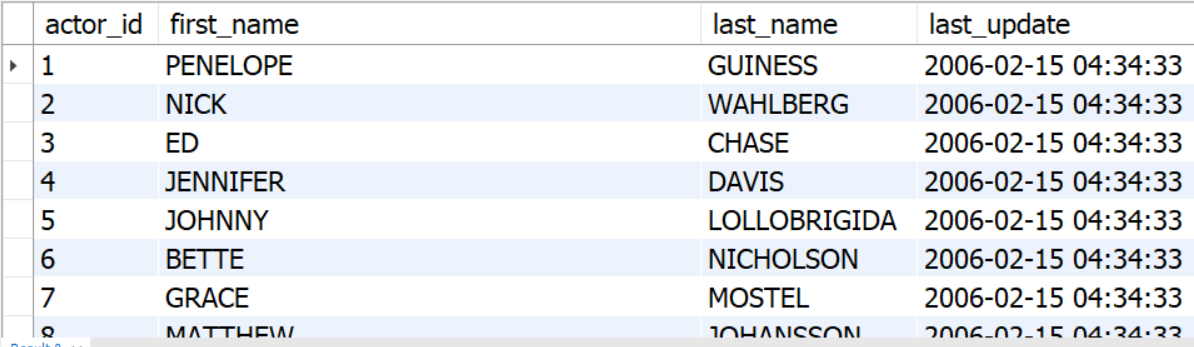 actor_id first_name last_name last_update
1 PENELOPE GUINESS 2006-02-15 04:34:33
2 NICK WAHLBERG 2006-02-15 04:34:33
3 ED CHASE 2006-02-15 04:34:33
4 JENNIFER DAVIS 2006-02-15 04:34:33
5 JOHNNY LOLLOBRIGIDA 2006-02-15 04:34:33
6 BETTE NICHOLSON 2006-02-15 04:34:33
7 GRACE MOSTEL 2006-02-15 04:34:33
8 MATTHEW JOHANSSON 2006-02-15 04:34:33